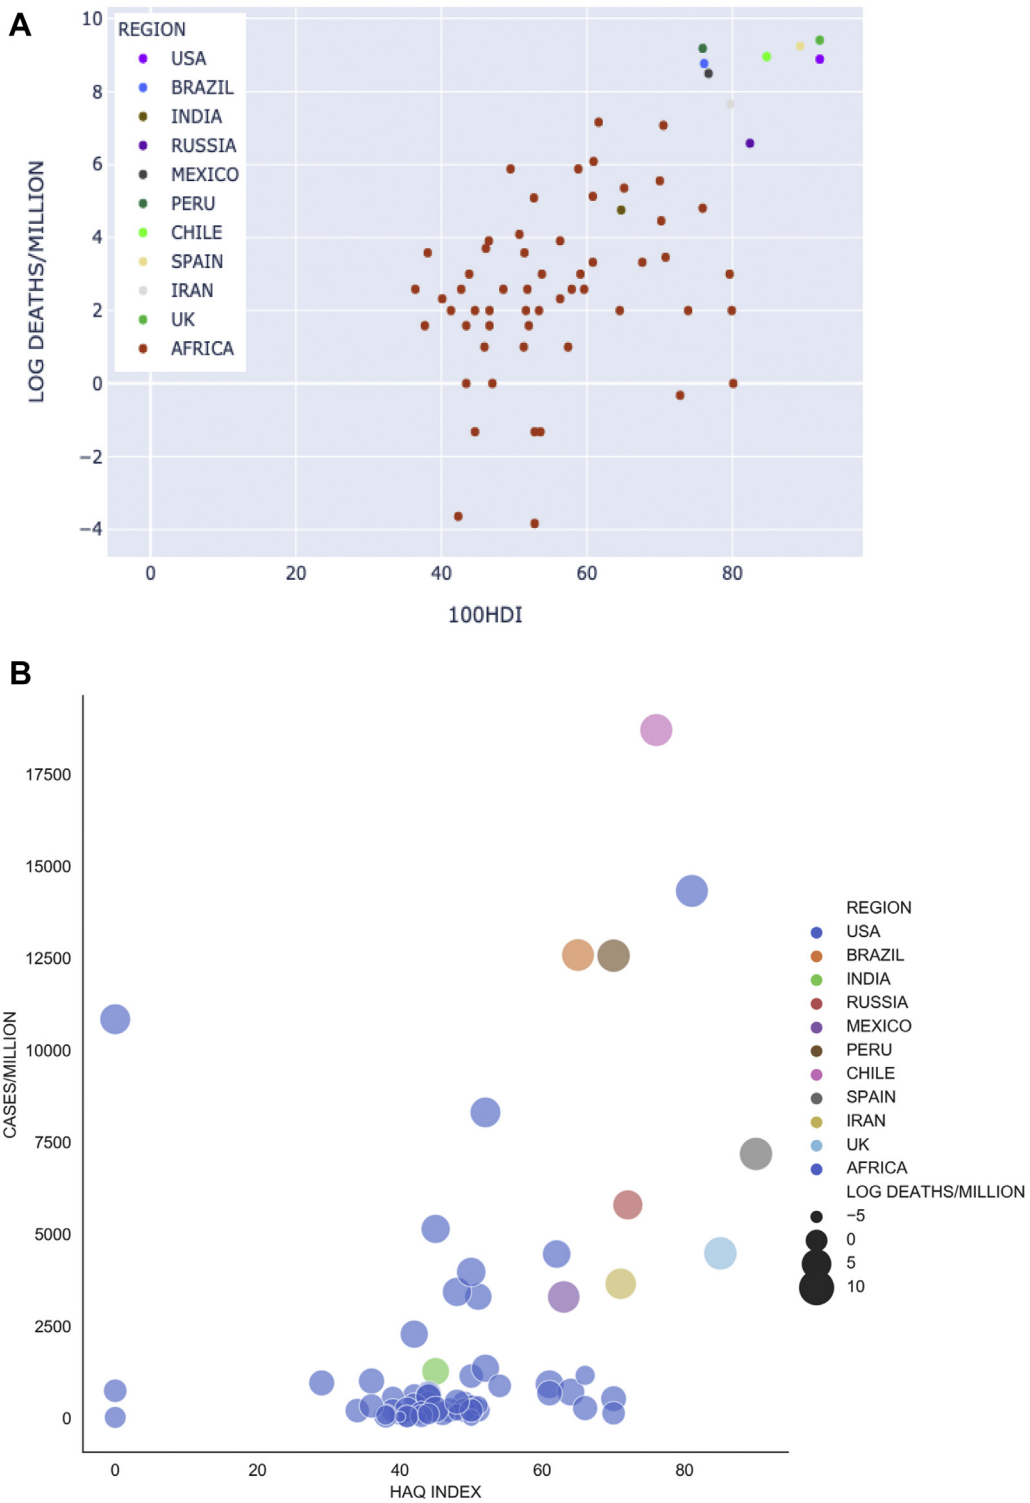 A
REGION
USA
BRAZIL
INDIA
RUSSIA
MEXICO
PERU
CHILE
SPAIN
IRAN
UK
AFRICA
LOG DEATHS/MILLION
10
8
6
4
2
0
−2
−4
0 20 40 60 80
100HDI
B
CASES/MILLION
17500
15000
12500
10000
7500
5000
2500
0
0 20 40 60 80
HAQ INDEX
REGION
USA
BRAZIL
INDIA
RUSSIA
MEXICO
PERU
CHILE
SPAIN
IRAN
UK
AFRICA
LOG DEATHS/MILLION
−5
0
5
10